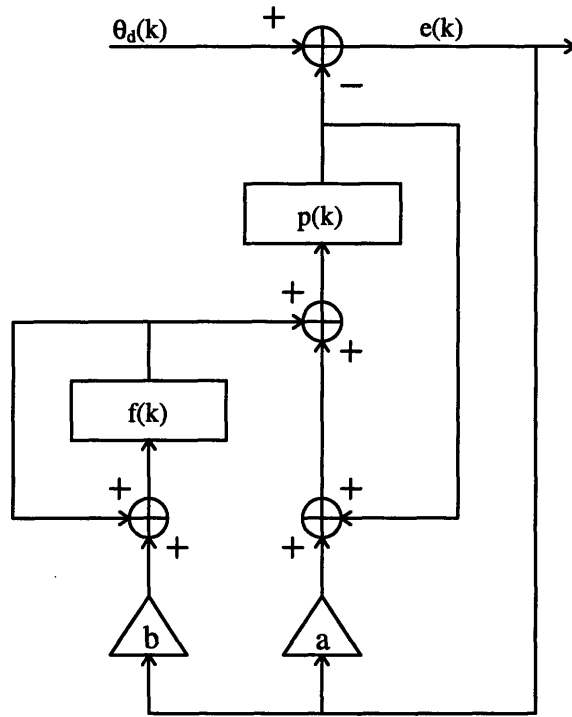 θd(k)
+
e(k)
−
p(k)
+
+
f(k)
+
+
+
+
b
a